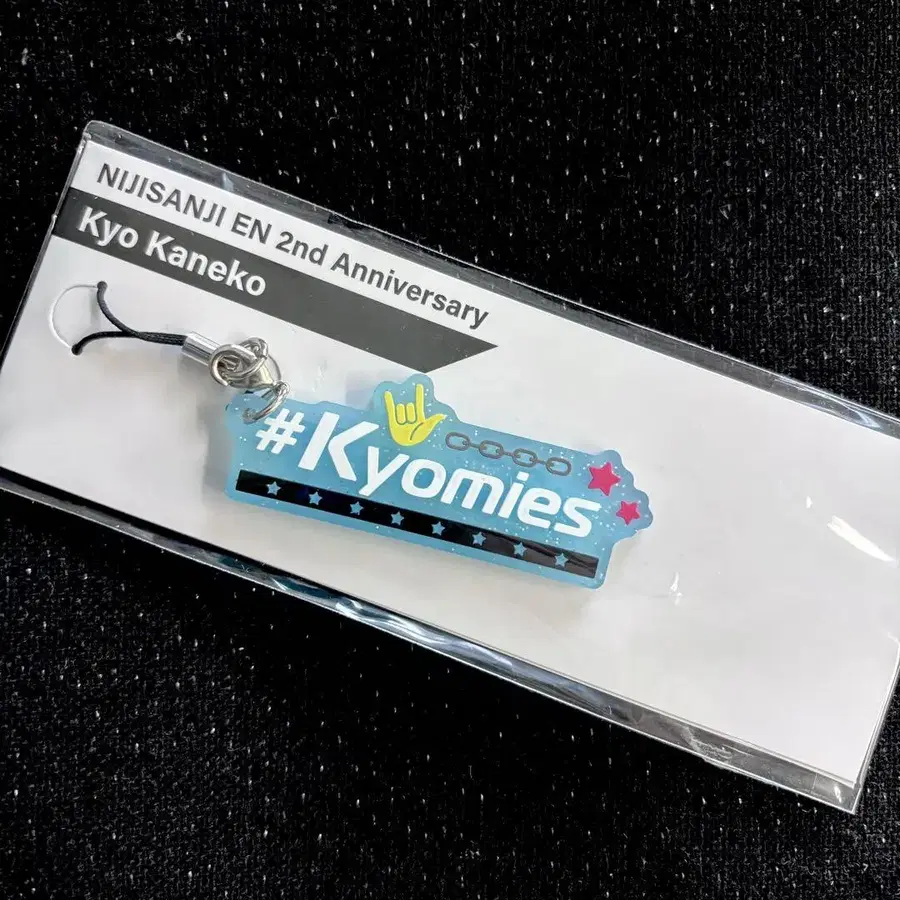 NIJISANJI EN 2nd Anniversary
Kyo Kaneko
#Kyomies